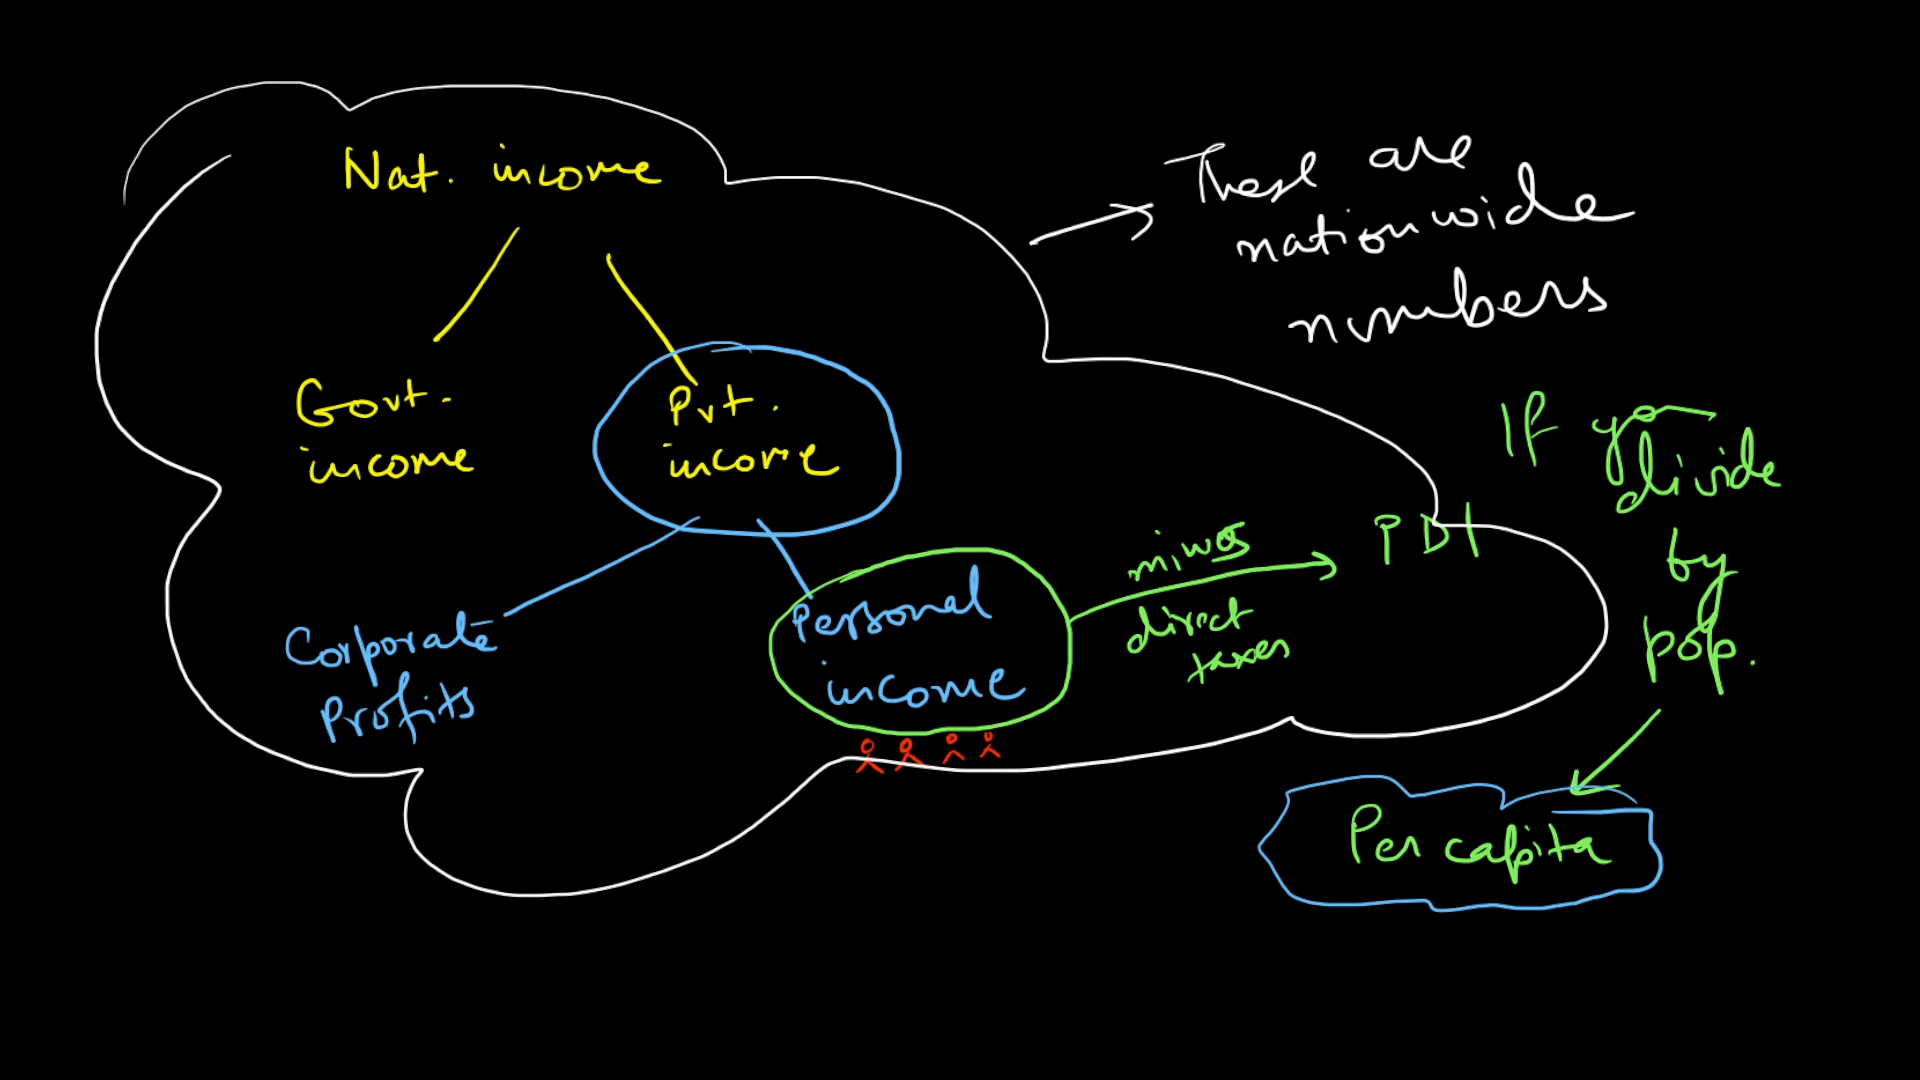 Nat. income
These are
nationwide
numbers
Govt.
income
Pvt.
income
If you
divide
by
pop.
minus
direct
taxes
PDI
Corporate
Profits
Personal
income
Per capita